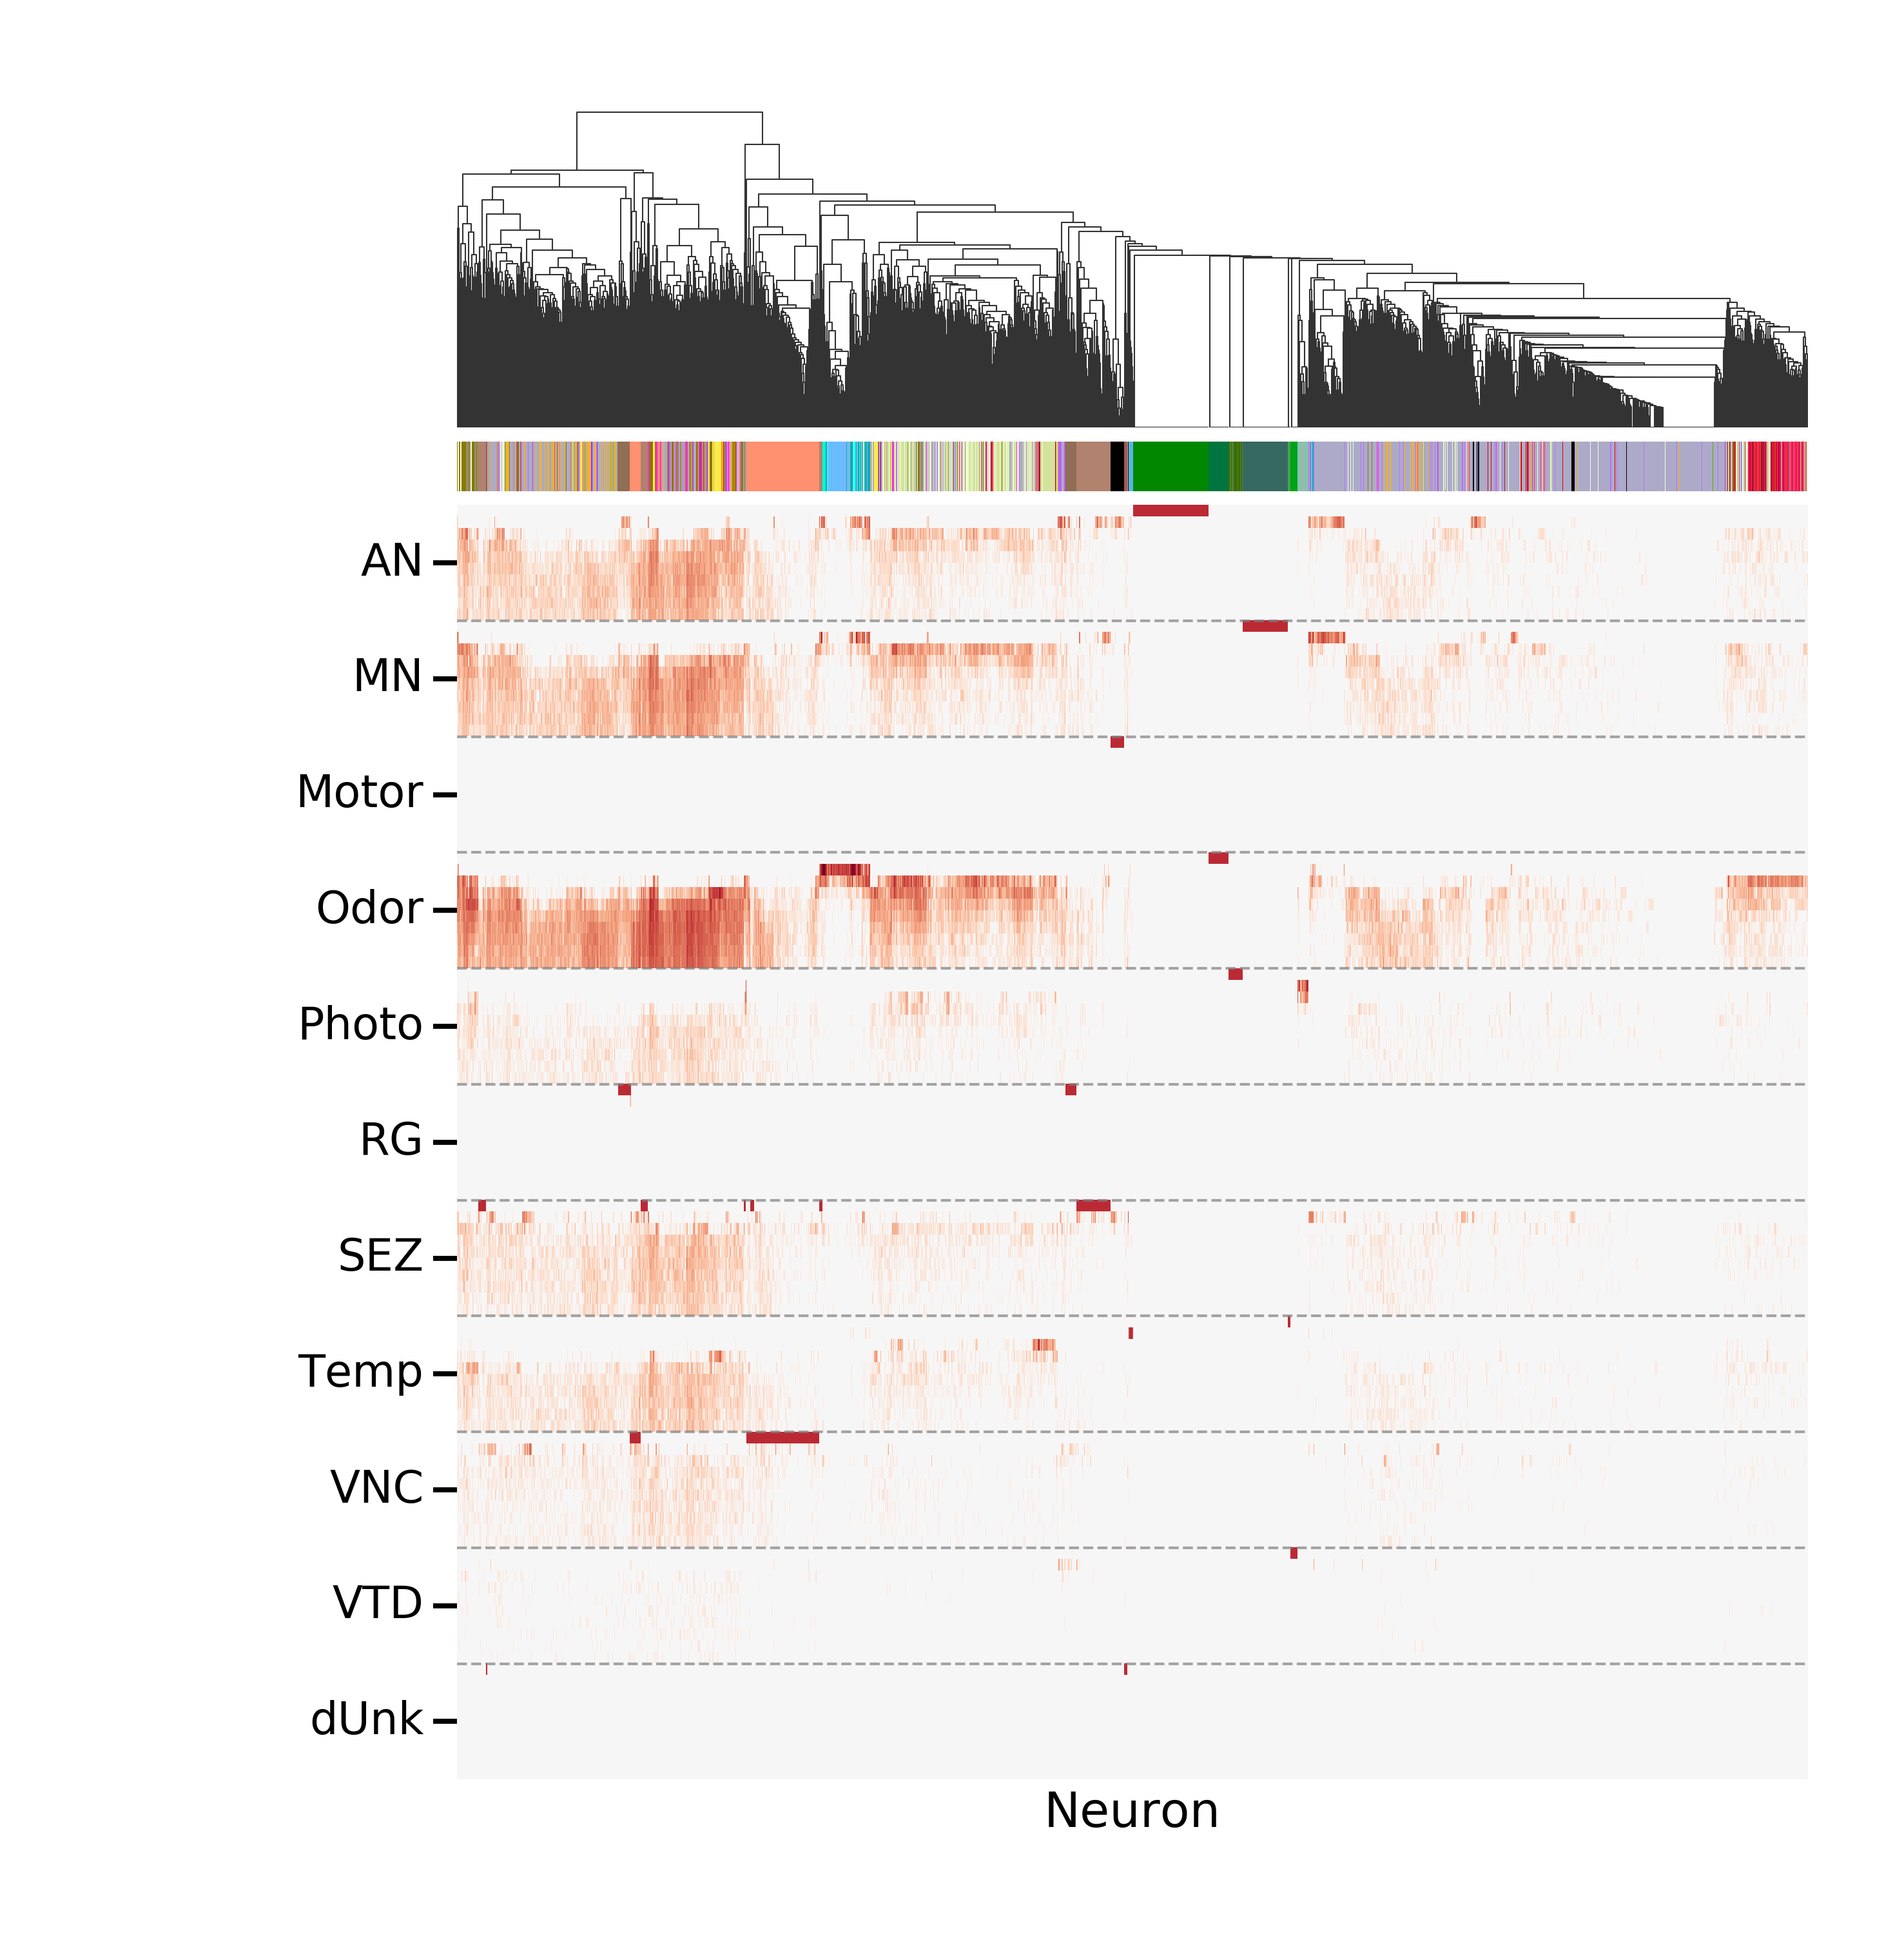 AN
MN
Motor
Odor
Photo
RG
SEZ
Temp
VNC
VTD
dUnk
Neuron